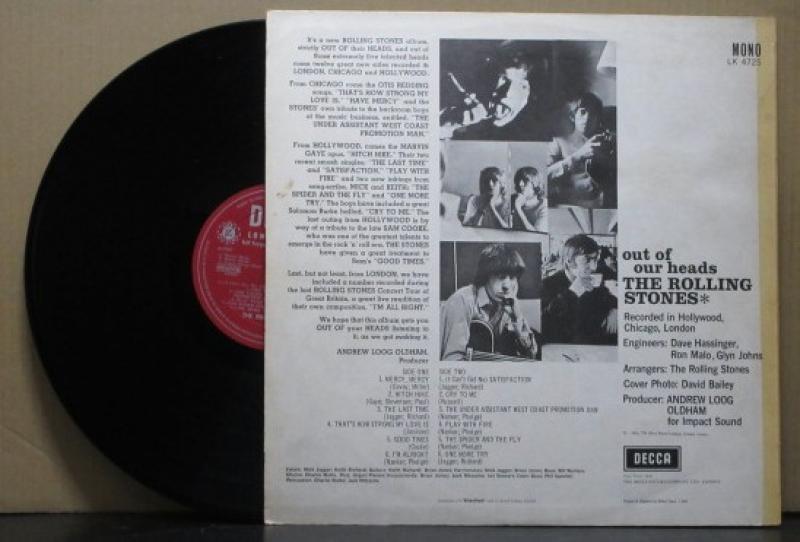 It's a new ROLLING STONES album,
strictly OUT OF their HEADS, and out of
those extremely five talented heads
come twelve great new sides recorded in
LONDON, CHICAGO and HOLLYWOOD.
From CHICAGO come the OTIS REDDING
songs, "THAT'S HOW STRONG MY
LOVE IS," "HAVE MERCY" and the
STONES' own tribute to the backroom boys
of the music business, entitled, "THE
UNDER ASSISTANT WEST COAST
PROMOTION MAN."
From HOLLYWOOD, comes the MARVIN
GAYE opus, "HITCH HIKE." Their two
recent smash singles; "THE LAST TIME"
and "SATISFACTION," "PLAY WITH
FIRE" and two new inkings from
song-scribes, MICK and KEITH; "THE
SPIDER AND THE FLY" and "ONE MORE
TRY." The boys have included a great
Solomon Burke ballad, "CRY TO ME." The
last outing from HOLLYWOOD is by
way of a tribute to the late SAM COOKE,
who was one of the greatest talents to
emerge in the rock 'n' roll era. THE STONES
have given a great treatment to
Sam's "GOOD TIMES."
Last, but not least, from LONDON, we have
included a number recorded during
the last ROLLING STONES Concert Tour of
Great Britain, a great live rendition of
their own composition, "I'M ALL RIGHT."
We hope that this album gets you
OUT OF your HEADS listening to
it, as we got making it.
ANDREW LOOG OLDHAM,
Producer
SIDE ONE
1. MERCY, MERCY
(Covay; Miller)
2. HITCH HIKE
(Gaye; Stevenson; Paul)
3. THE LAST TIME
(Jagger; Richard)
4. THAT'S HOW STRONG MY LOVE IS
(Jamison)
5. GOOD TIMES
(Cooke)
6. I'M ALRIGHT
(Nanker; Phelge)
SIDE TWO
1. (I Can't Get No) SATISFACTION
(Jagger; Richard)
2. CRY TO ME
(Russell)
3. THE UNDER ASSISTANT WEST COAST PROMOTION MAN
(Nanker; Phelge)
4. PLAY WITH FIRE
(Nanker; Phelge)
5. THE SPIDER AND THE FLY
(Nanker; Phelge)
6. ONE MORE TRY
(Jagger; Richard)
MONO
LK 4725
out of
our heads
THE ROLLING
STONES*
Recorded in Hollywood,
Chicago, London
Engineers: Dave Hassinger,
Ron Malo, Glyn Johns
Arrangers: The Rolling Stones
Cover Photo: David Bailey
Producer: ANDREW LOOG
OLDHAM
for Impact Sound
DECCA